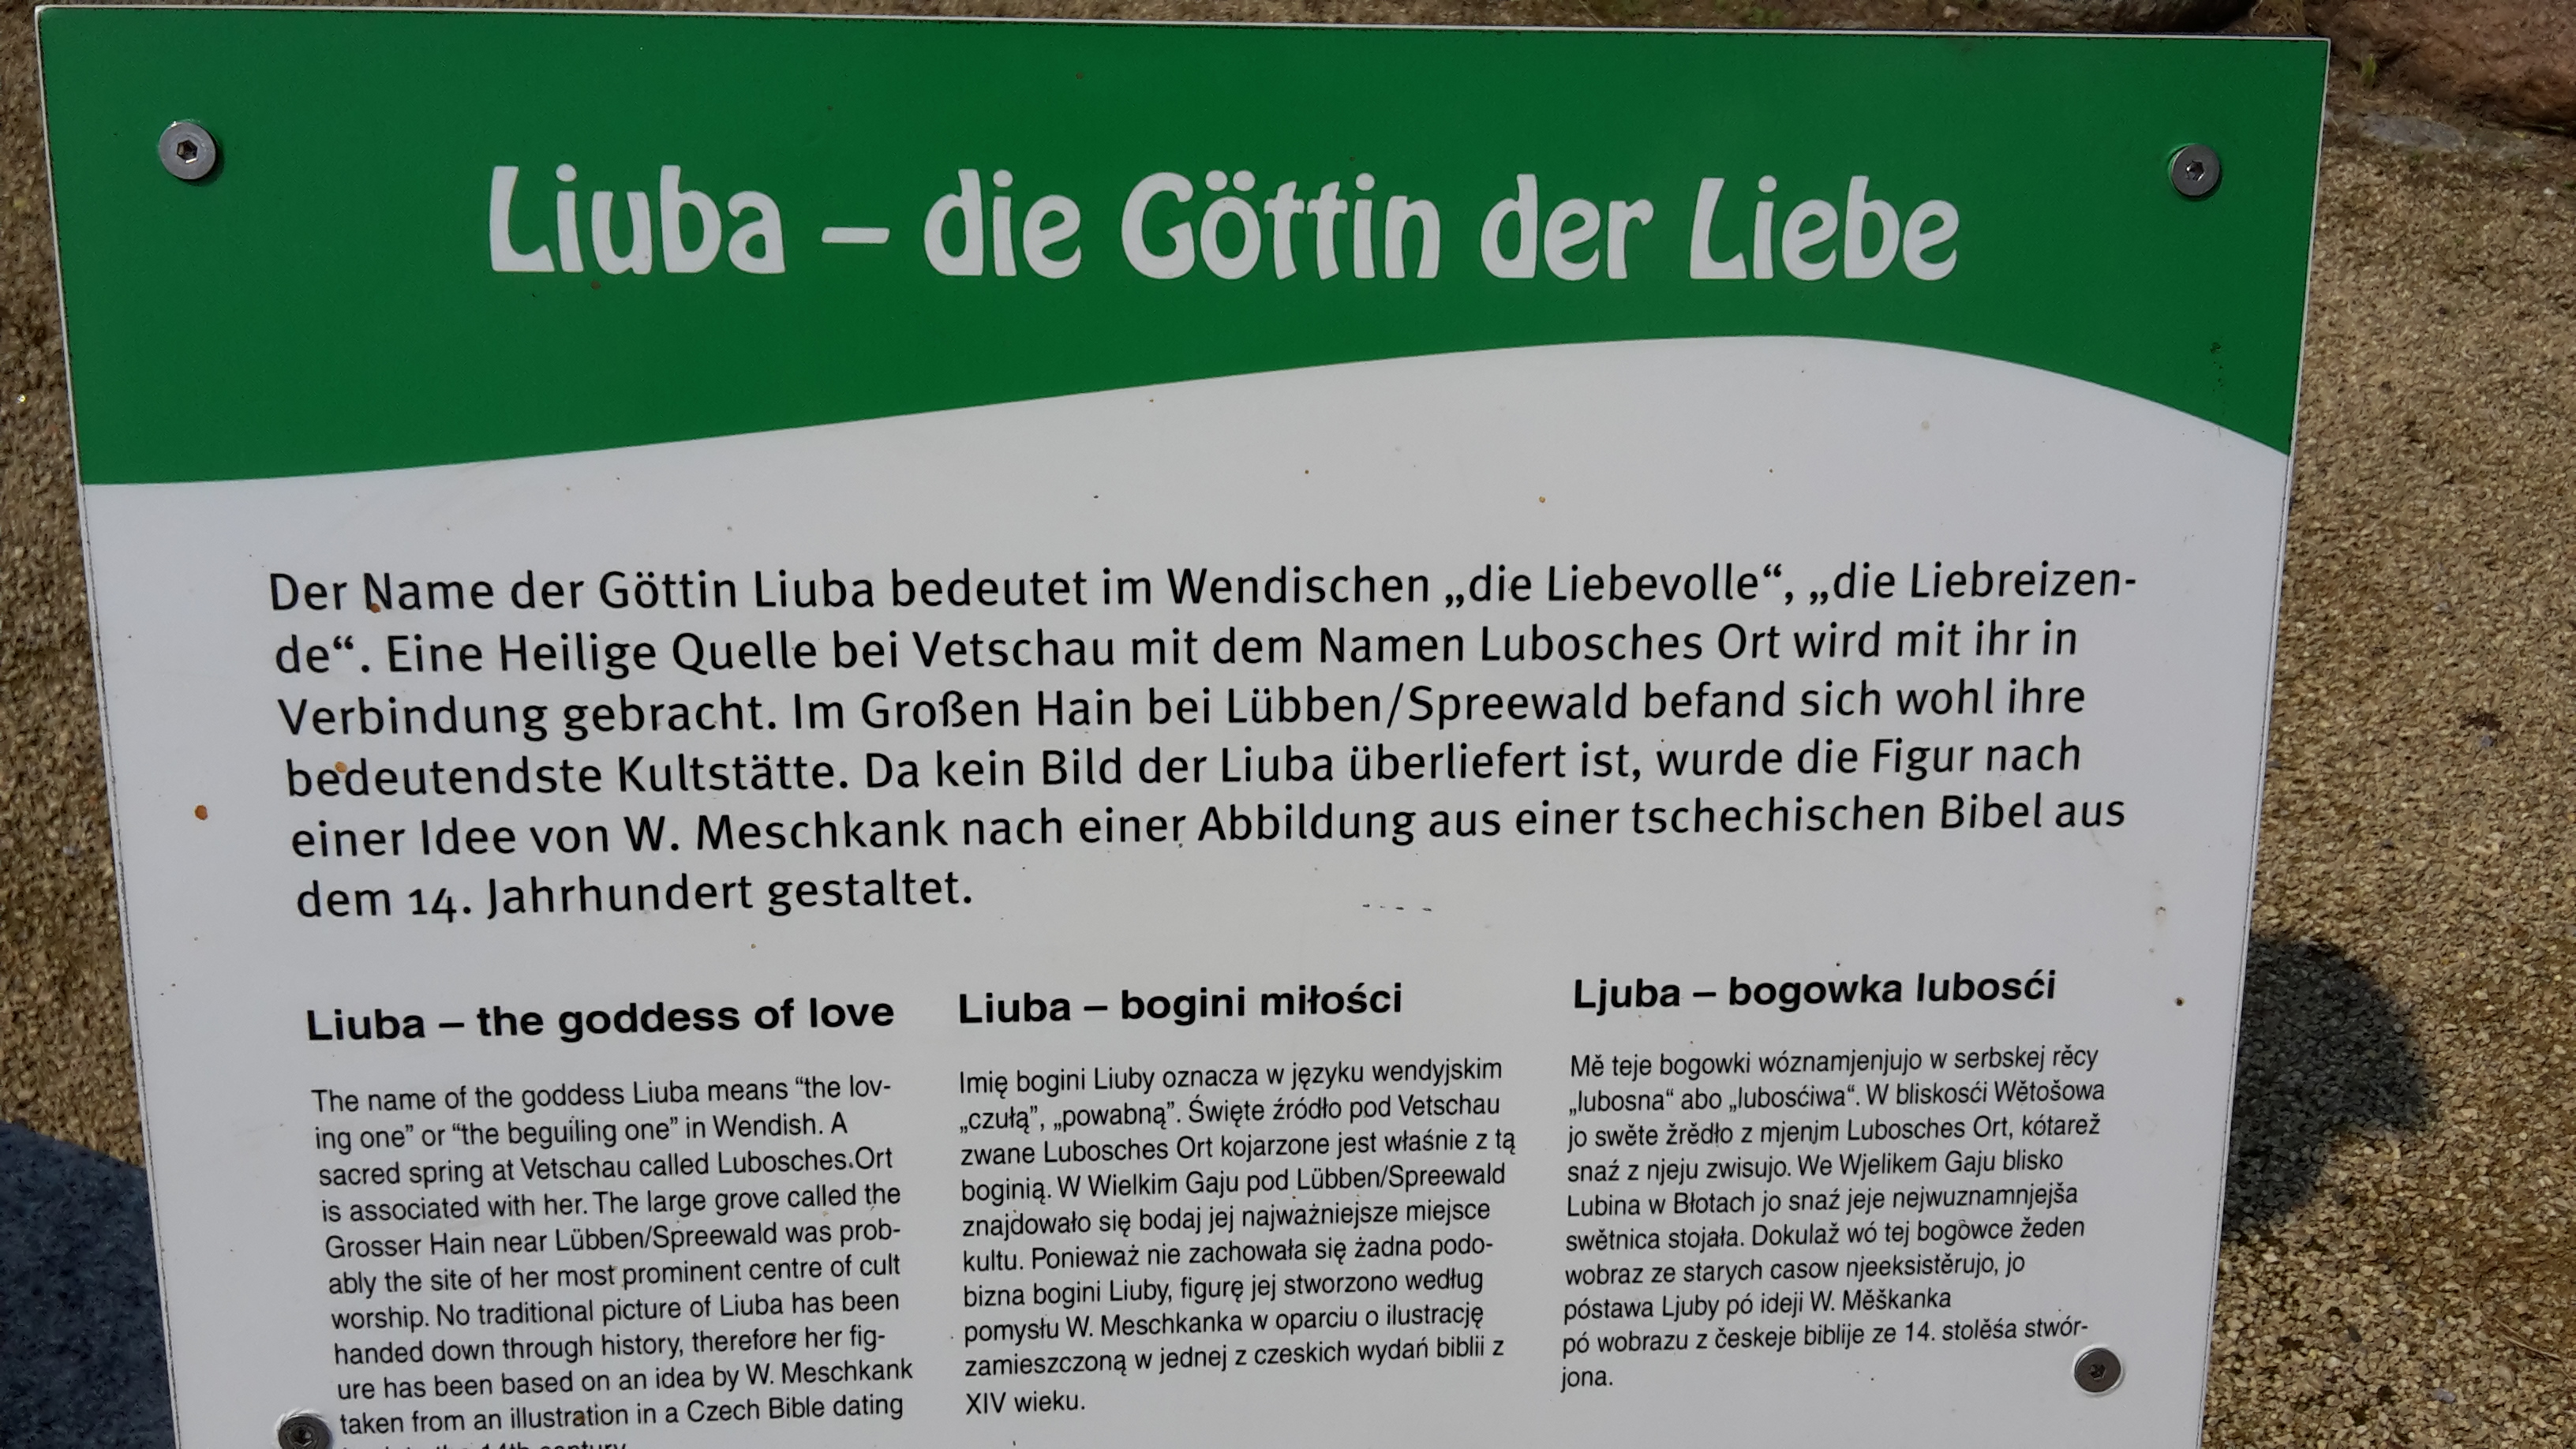 Liuba – die Göttin der Liebe
Der Name der Göttin Liuba bedeutet im Wendischen „die Liebevolle“, „die Liebreizen-
de“. Eine Heilige Quelle bei Vetschau mit dem Namen Lubosches Ort wird mit ihr in
Verbindung gebracht. Im Großen Hain bei Lübben/Spreewald befand sich wohl ihre
bedeutendste Kultstätte. Da kein Bild der Liuba überliefert ist, wurde die Figur nach
einer Idee von W. Meschkank nach einer Abbildung aus einer tschechischen Bibel aus
dem 14. Jahrhundert gestaltet.
Liuba – the goddess of love
The name of the goddess Liuba means “the lov-
ing one” or “the beguiling one” in Wendish. A
sacred spring at Vetschau called Lubosches Ort
is associated with her. The large grove called the
Grosser Hain near Lübben/Spreewald was prob-
ably the site of her most prominent centre of cult
worship. No traditional picture of Liuba has been
handed down through history, therefore her fig-
ure has been based on an idea by W. Meschkank
taken from an illustration in a Czech Bible dating
the 14th century
Liuba – bogini miłości
Imię bogini Liuby oznacza w języku wendyjskim
„czułą”, „powabną”. Święte źródło pod Vetschau
zwane Lubosches Ort kojarzone jest właśnie z tą
boginią. W Wielkim Gaju pod Lübben/Spreewald
znajdowało się bodaj jej najważniejsze miejsce
kultu. Ponieważ nie zachowała się żadna podo-
bizna bogini Liuby, figurę jej stworzono według
pomysłu W. Meschkanka w oparciu o ilustrację
zamieszczoną w jednej z czeskich wydań biblii z
XIV wieku.
Ljuba – bogowka lubosći
Mě teje bogowki wóznamjenjujo w serbskej rěcy
„lubosna“ abo „lubosćiwa“. W bliskosći Wětošowa
jo swěte žrědło z mjenjm Lubosches Ort, kótarež
snaź z njeju zwisujo. We Wjelikem Gaju blisko
Lubina w Błotach jo snaź jeje nejwuznamnjejša
swětnica stojała. Dokulaž wó tej bogowce žeden
wobraz ze starych casow njeeksistěrujo, jo
póstawa Ljuby pó ideji W. Měškanka
pó wobrazu z českeje biblije ze 14. stolěśa stwór-
jona.